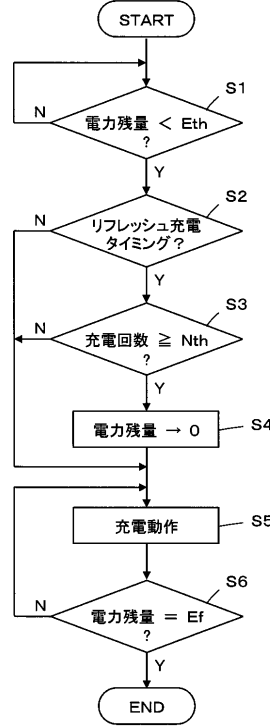 START
S1
電力残量 < Eth
?
N
Y
S2
リフレッシュ充電
タイミング?
N
Y
S3
充電回数 ≧ Nth
?
N
Y
S4
電力残量 → 0
S5
充電動作
S6
電力残量 = Ef
?
N
Y
END